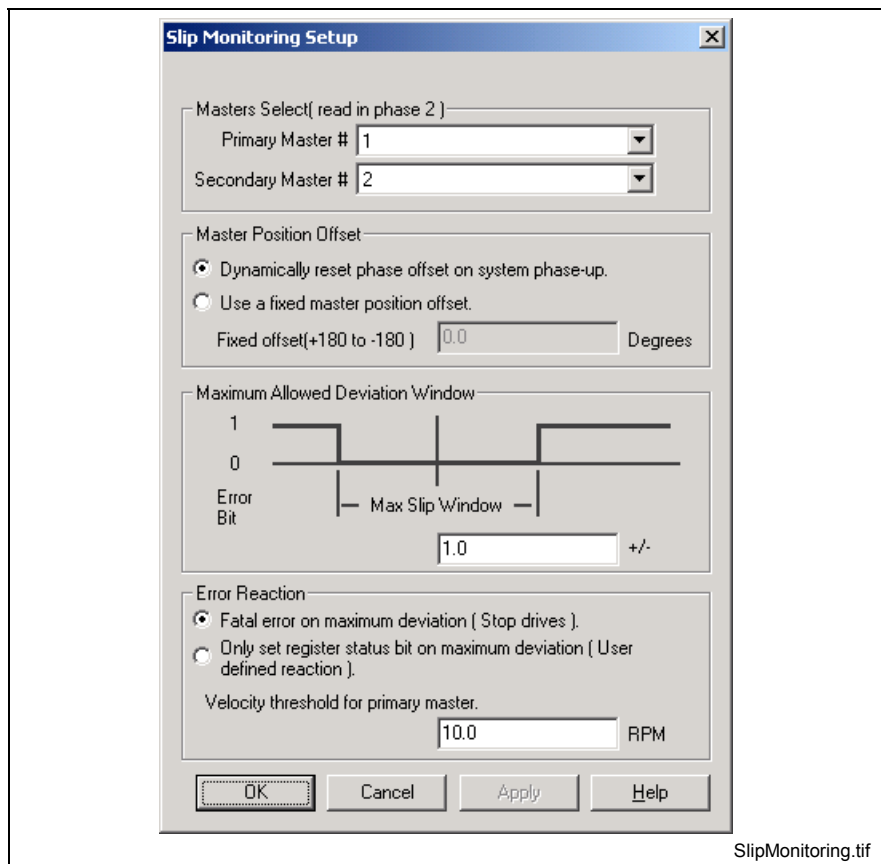 Slip Monitoring Setup
Masters Select( read in phase 2 )
Primary Master # 1
Secondary Master # 2
Master Position Offset
Dynamically reset phase offset on system phase-up.
Use a fixed master position offset.
Fixed offset(+180 to -180 ) 0.0 Degrees
Maximum Allowed Deviation Window
1
0
Error
Bit
Max Slip Window
1.0 +/-
Error Reaction
Fatal error on maximum deviation ( Stop drives ).
Only set register status bit on maximum deviation ( User
defined reaction ).
Velocity threshold for primary master.
10.0 RPM
OK Cancel Apply Help
SlipMonitoring.tif